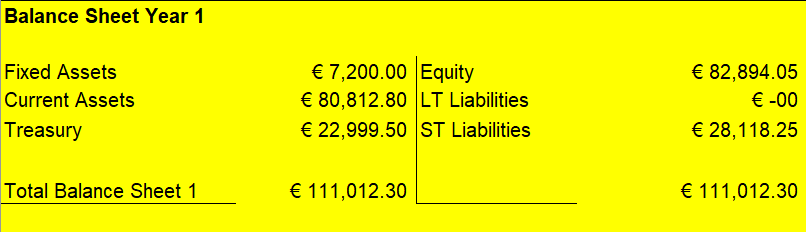 Balance Sheet Year 1
Fixed Assets € 7,200.00 Equity € 82,894.05
Current Assets € 80,812.80 LT Liabilities € -00
Treasury € 22,999.50 ST Liabilities € 28,118.25
Total Balance Sheet 1 € 111,012.30 € 111,012.30